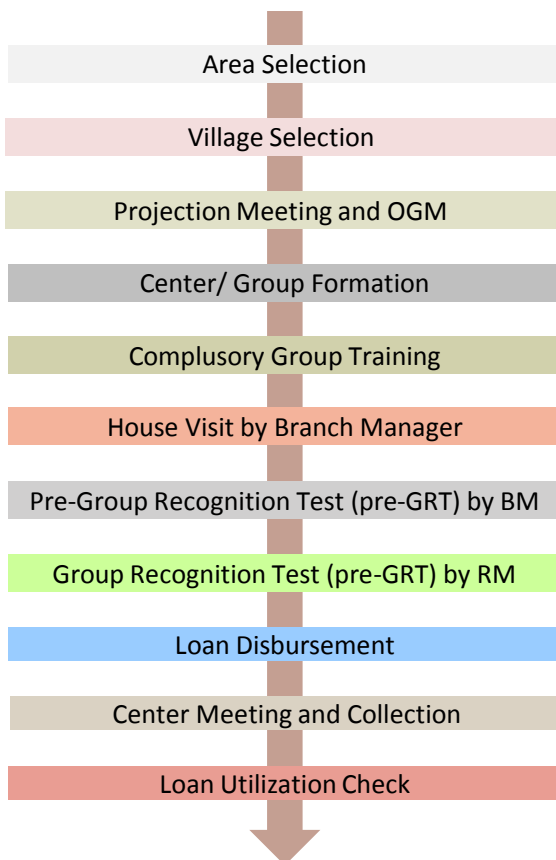 Area Selection
Village Selection
Projection Meeting and OGM
Center/ Group Formation
Complusory Group Training
House Visit by Branch Manager
Pre-Group Recognition Test (pre-GRT) by BM
Group Recognition Test (pre-GRT) by RM
Loan Disbursement
Center Meeting and Collection
Loan Utilization Check